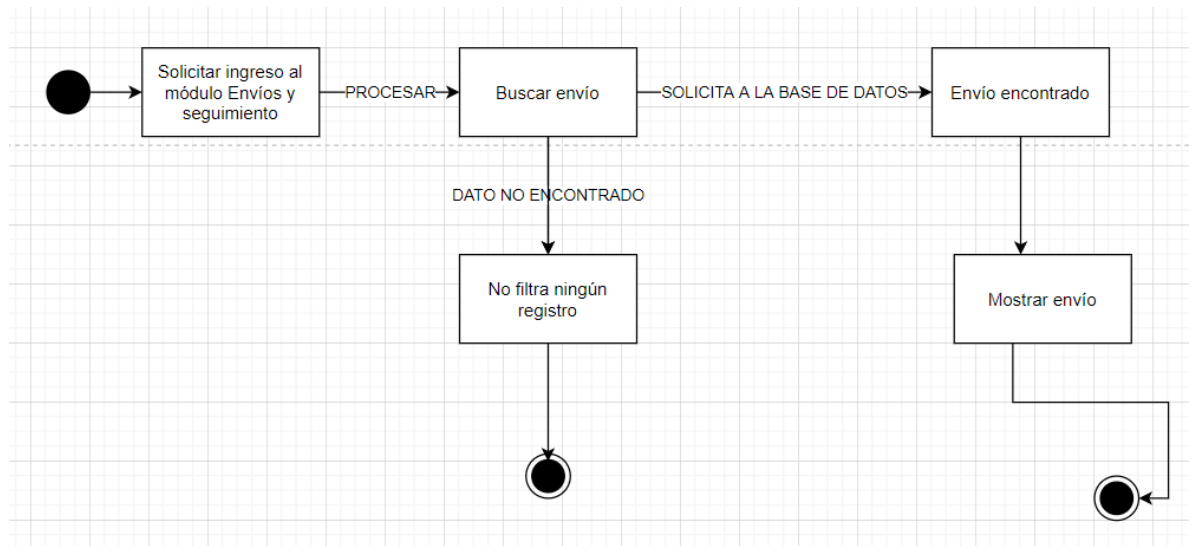 Solicitar ingreso al
módulo Envíos y
seguimiento
PROCESAR
Buscar envío
SOLICITA A LA BASE DE DATOS
Envío encontrado
DATO NO ENCONTRADO
No filtra ningún
registro
Mostrar envío